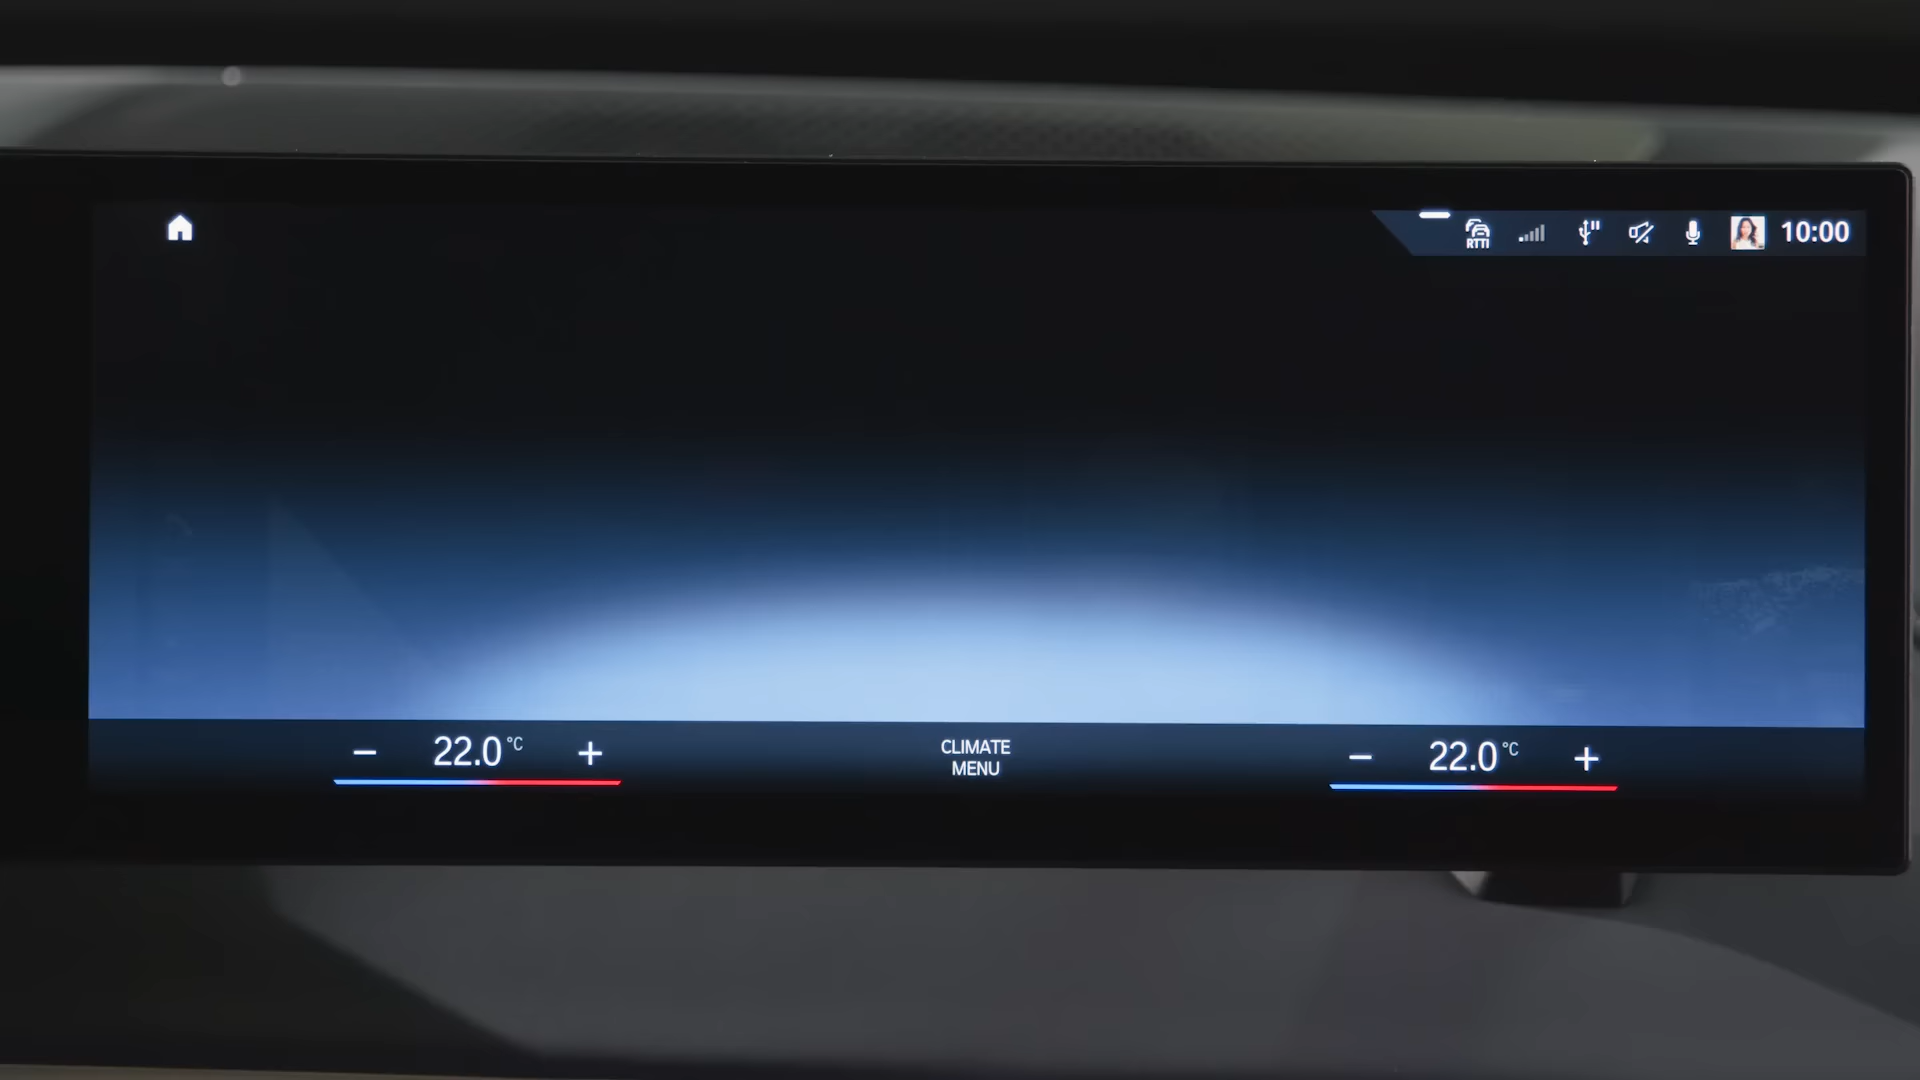 RTTI
10:00
− 22.0 °C +
CLIMATE
MENU
− 22.0 °C +